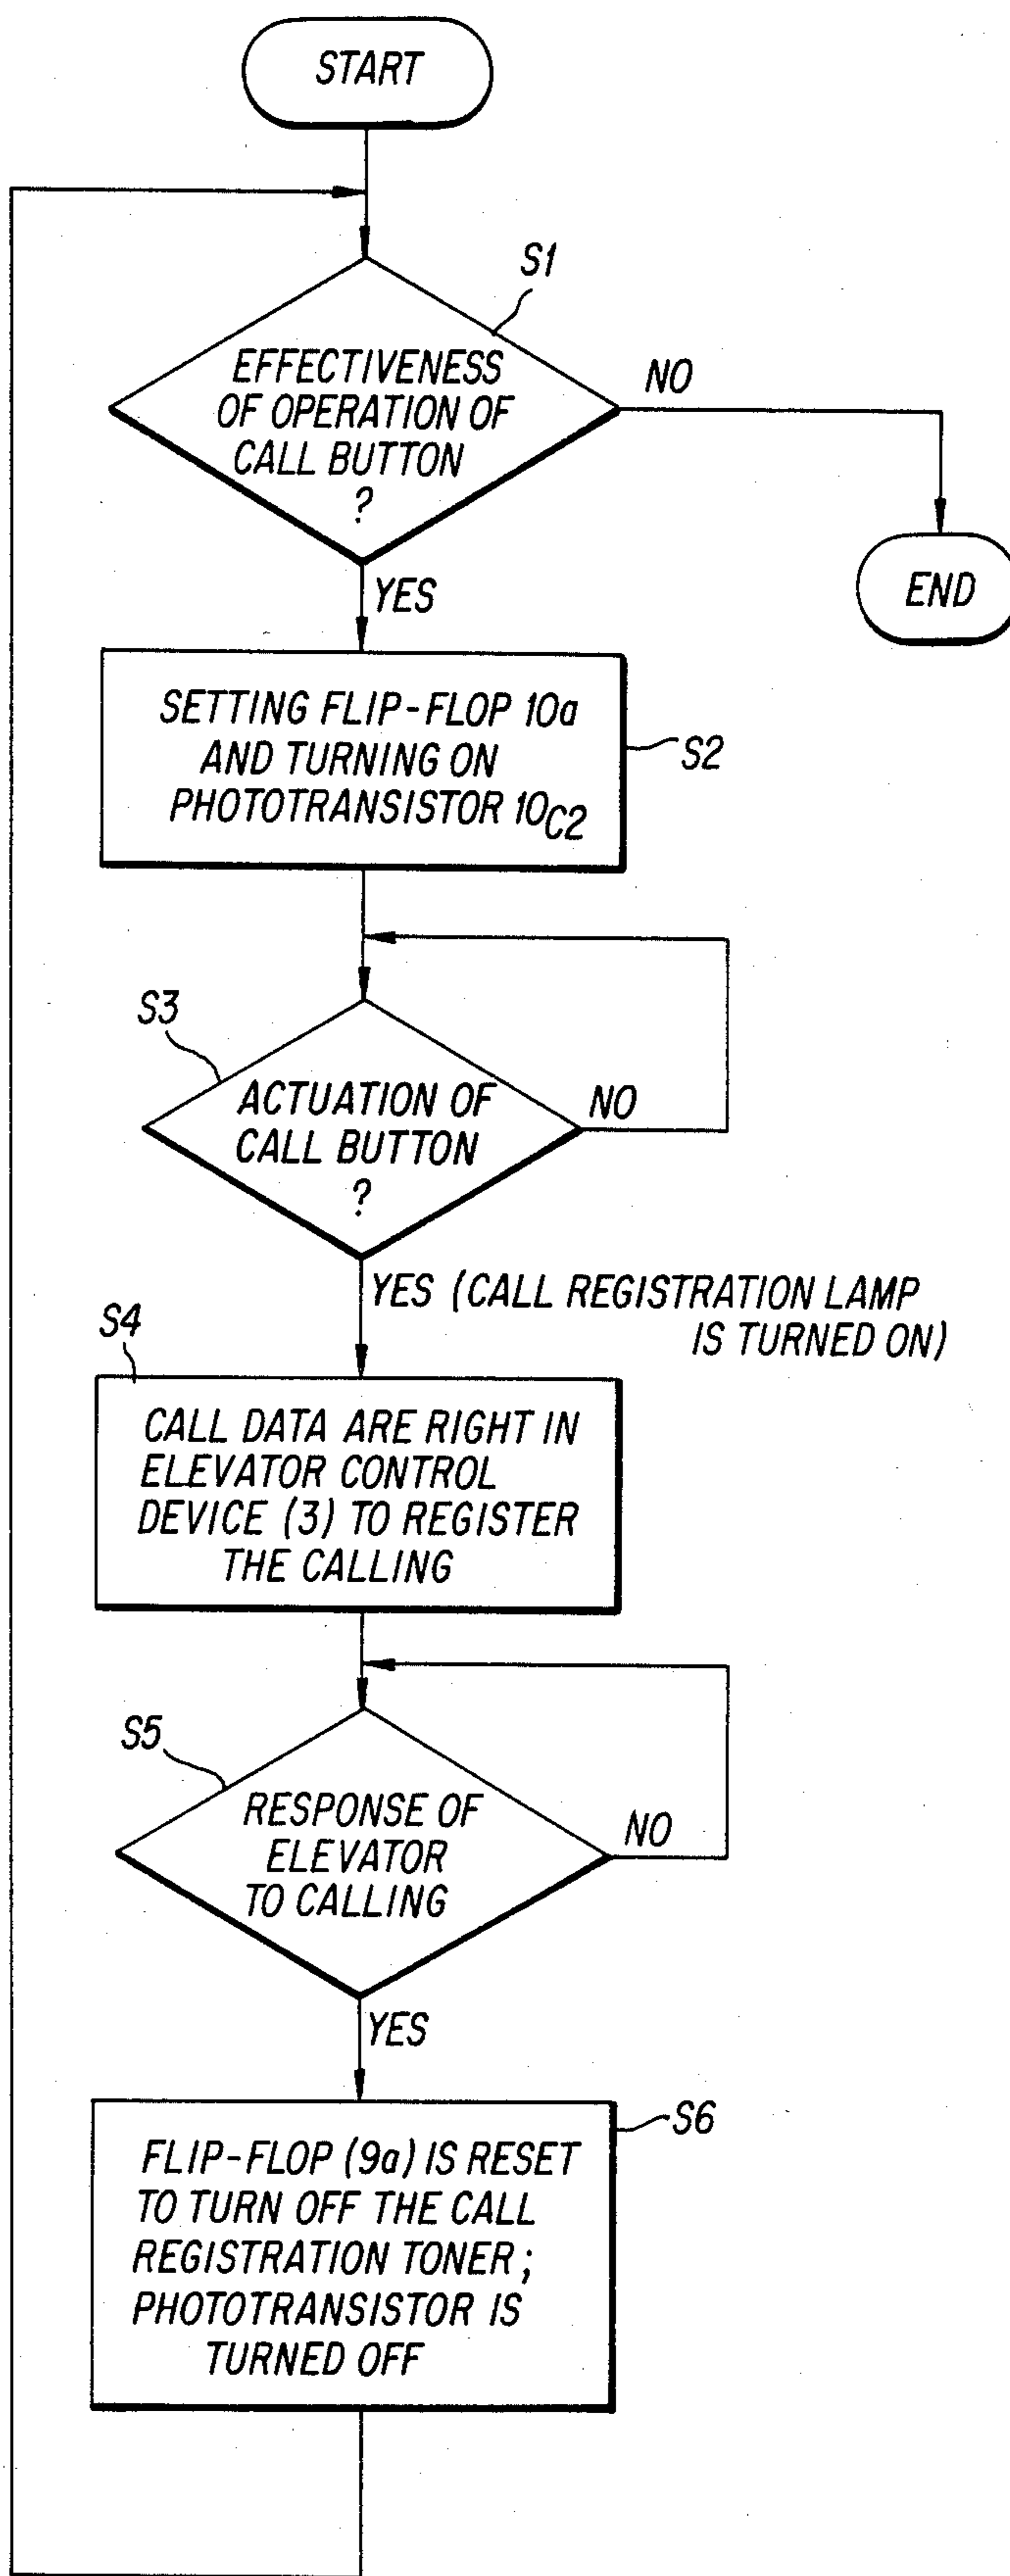 START
S1
EFFECTIVENESS
OF OPERATION OF
CALL BUTTON
?
NO
END
YES
SETTING FLIP-FLOP 10a
AND TURNING ON
PHOTOTRANSISTOR 10C2
S2
S3
ACTUATION OF
CALL BUTTON
?
NO
YES (CALL REGISTRATION LAMP
IS TURNED ON)
S4
CALL DATA ARE RIGHT IN
ELEVATOR CONTROL
DEVICE (3) TO REGISTER
THE CALLING
S5
RESPONSE OF
ELEVATOR
TO CALLING
NO
YES
S6
FLIP-FLOP (9a) IS RESET
TO TURN OFF THE CALL
REGISTRATION TONER;
PHOTOTRANSISTOR IS
TURNED OFF